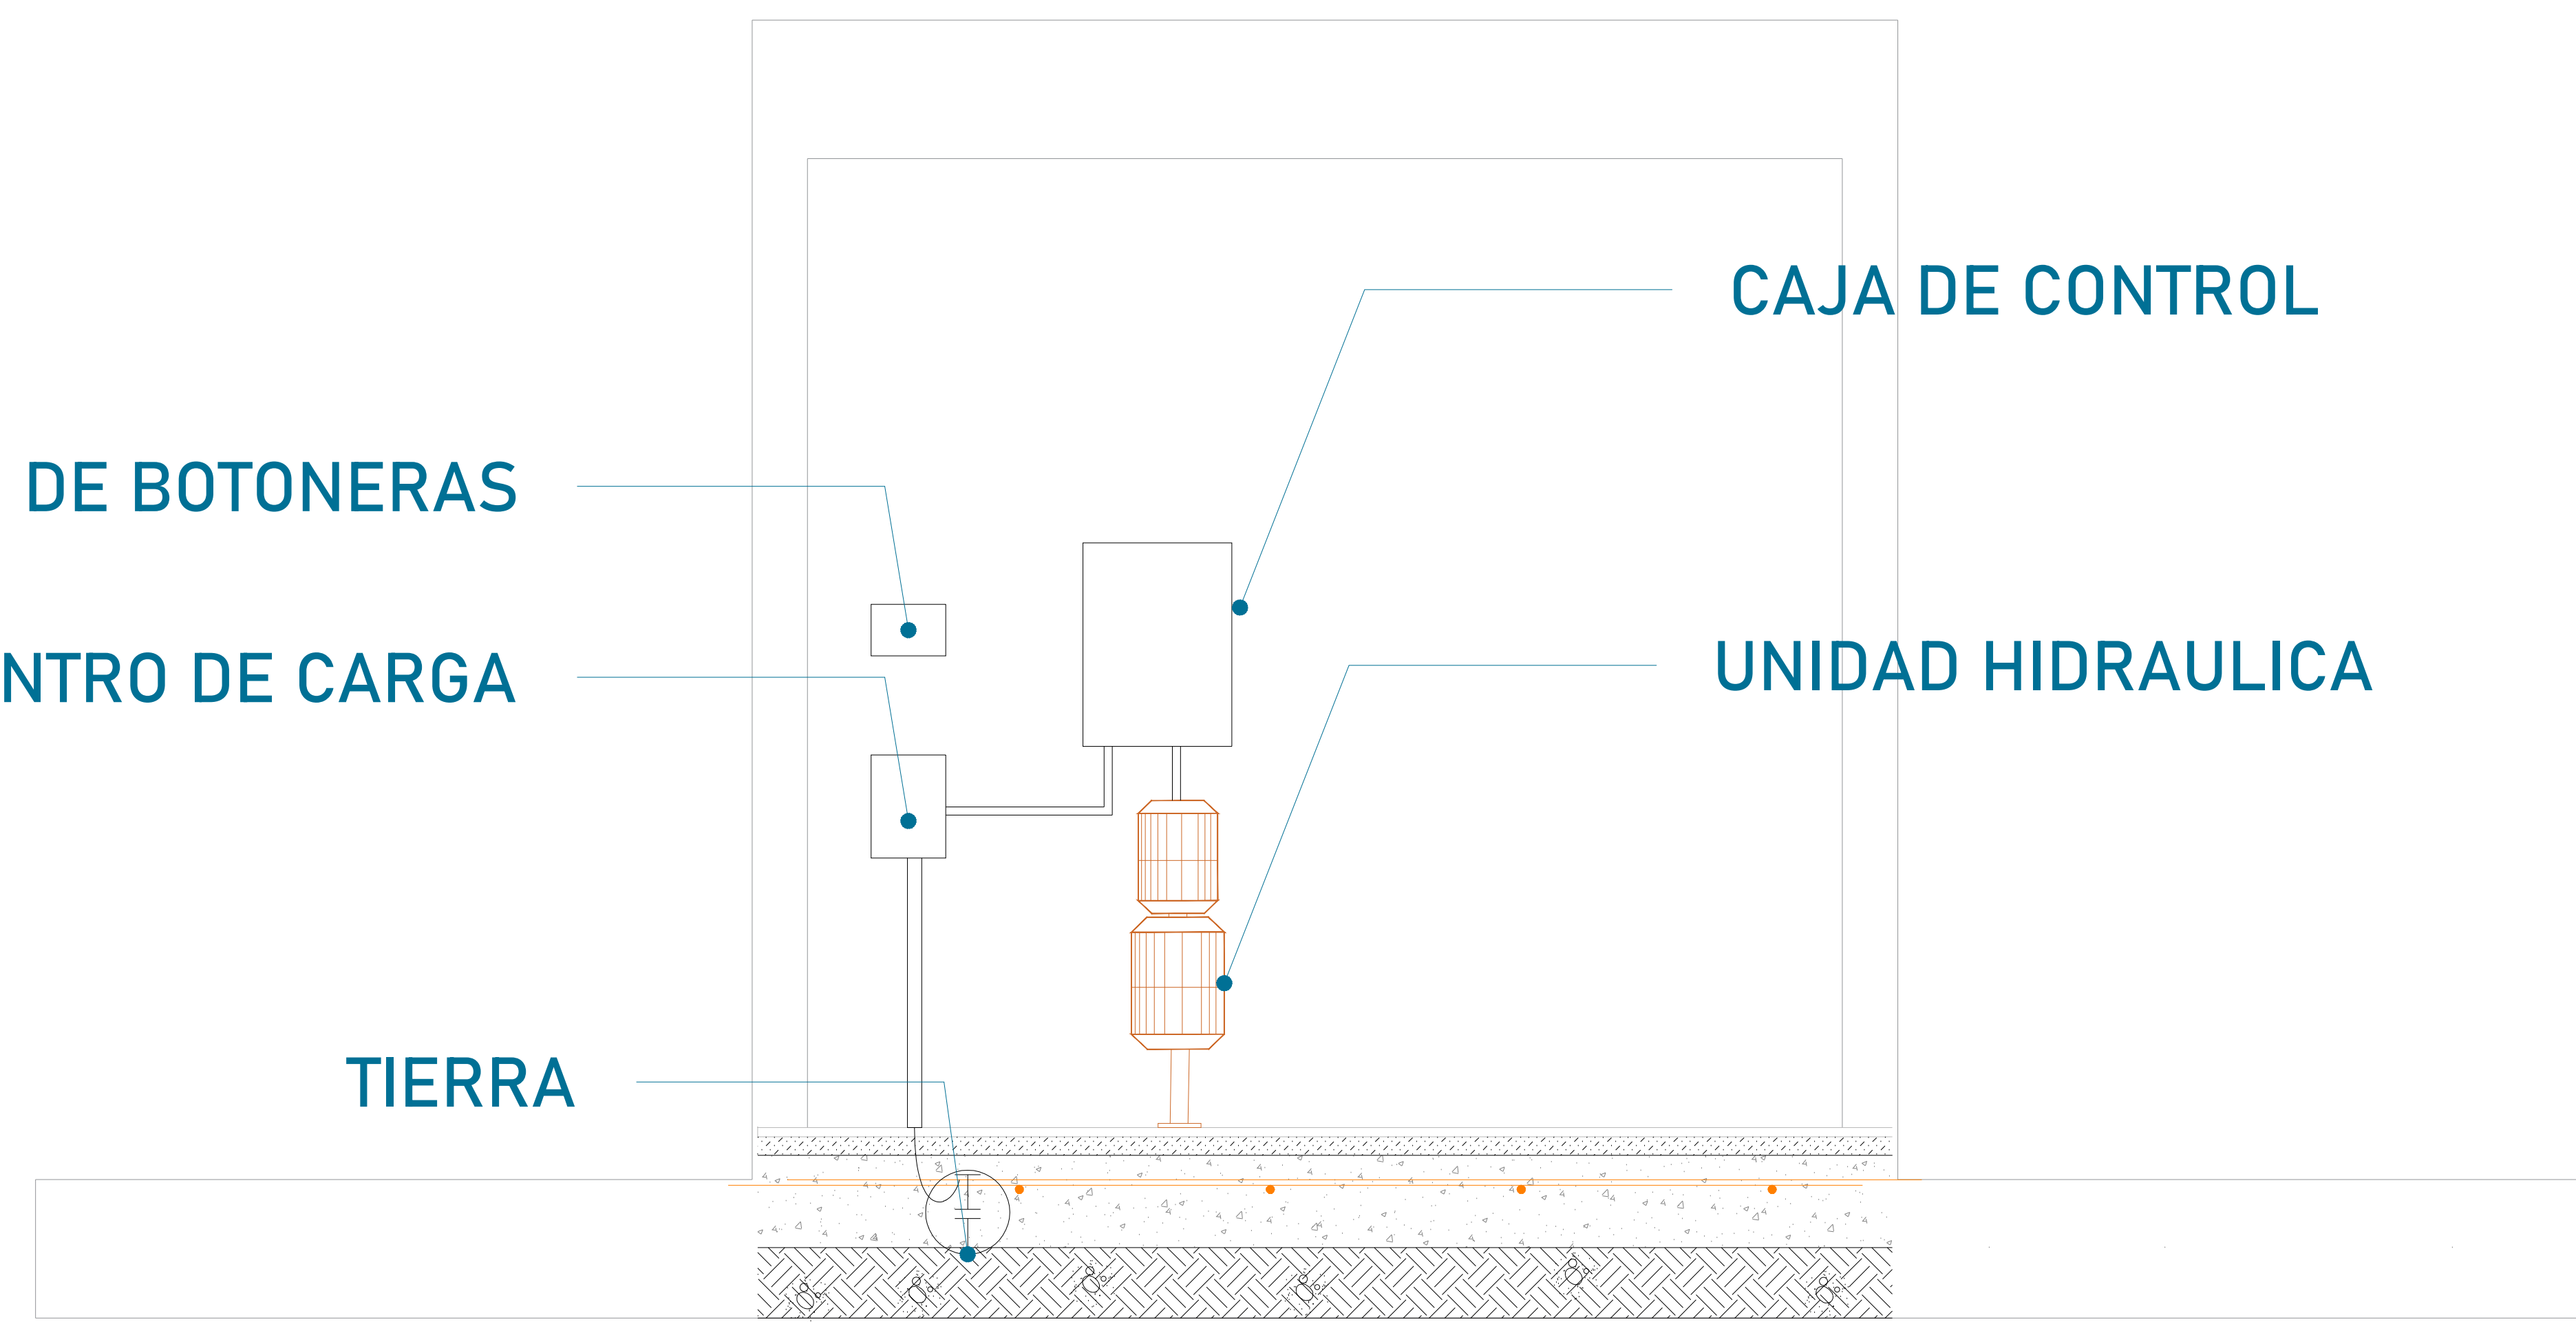 CAJA DE CONTROL
DE BOTONERAS
UNIDAD HIDRAULICA
NTRO DE CARGA
TIERRA